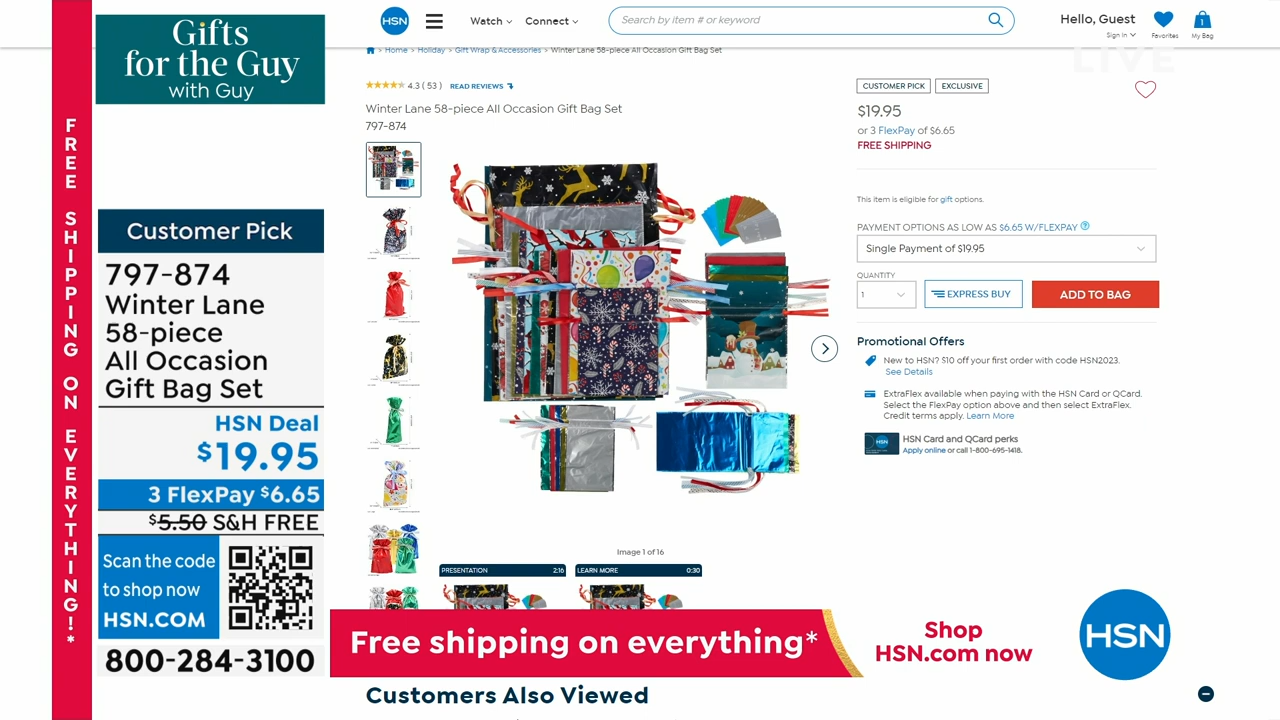 Gifts
for the Guy
with Guy
FREE SHIPPING ON EVERYTHING!*
Customer Pick
797-874
Winter Lane
58-piece
All Occasion
Gift Bag Set
HSN Deal
$19.95
3 FlexPay $6.65
$5.50 S&H FREE
Scan the code
to shop now
HSN.COM
800-284-3100
HSN
Watch
Connect
Search by item # or keyword
Hello, Guest
Sign In
Favorites
1
My Bag
LIVE
> Home > Holiday > Gift Wrap & Accessories > Winter Lane 58-piece All Occasion Gift Bag Set
4.3 ( 53 ) READ REVIEWS
Winter Lane 58-piece All Occasion Gift Bag Set
797-874
Image 1 of 16
PRESENTATION 2:16
LEARN MORE 0:30
CUSTOMER PICK
EXCLUSIVE
$19.95
or 3 FlexPay of $6.65
FREE SHIPPING
This item is eligible for gift options.
PAYMENT OPTIONS AS LOW AS $6.65 W/FLEXPAY ?
Single Payment of $19.95
QUANTITY
1
EXPRESS BUY
ADD TO BAG
Promotional Offers
New to HSN? $10 off your first order with code HSN2023.
See Details
ExtraFlex available when paying with the HSN Card or QCard.
Select the FlexPay option above and then select ExtraFlex.
Credit terms apply. Learn More
HSN
HSN Card and QCard perks
Apply online or call 1-800-695-1418.
Free shipping on everything*
Shop
HSN.com now
HSN
Customers Also Viewed